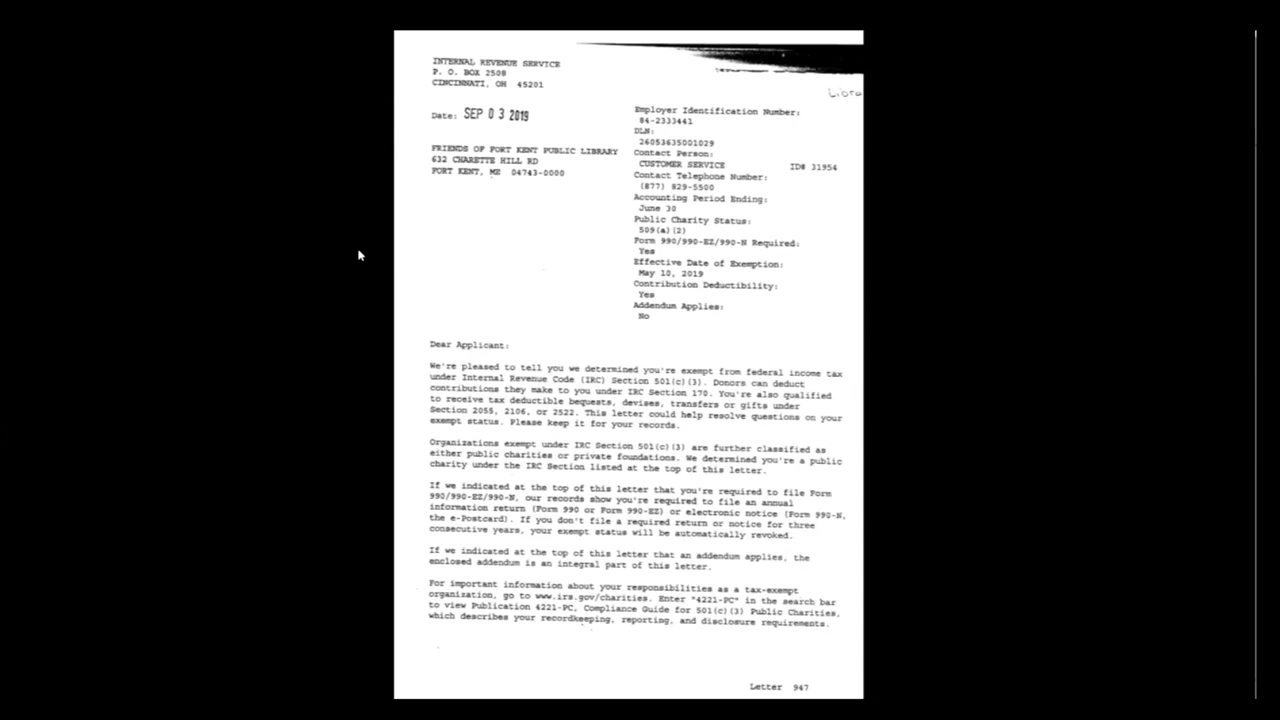 INTERNAL REVENUE SERVICE
P. O. BOX 2508
CINCINNATI, OH 45201
Date: SEP 03 2019
FRIENDS OF FORT KENT PUBLIC LIBRARY
632 CHARETTE HILL RD
FORT KENT, ME 04743-0000
Employer Identification Number:
84-2333441
DLN:
26053635001029
Contact Person:
CUSTOMER SERVICE ID# 31954
Contact Telephone Number:
(877) 829-5500
Accounting Period Ending:
June 30
Public Charity Status:
509(a)(2)
Form 990/990-EZ/990-N Required:
Yes
Effective Date of Exemption:
May 10, 2019
Contribution Deductibility:
Yes
Addendum Applies:
No
Dear Applicant:
We're pleased to tell you we determined you're exempt from federal income tax
under Internal Revenue Code (IRC) Section 501(c)(3). Donors can deduct
contributions they make to you under IRC Section 170. You're also qualified
to receive tax deductible bequests, devises, transfers or gifts under
Section 2055, 2106, or 2522. This letter could help resolve questions on your
exempt status. Please keep it for your records.
Organizations exempt under IRC Section 501(c)(3) are further classified as
either public charities or private foundations. We determined you're a public
charity under the IRC Section listed at the top of this letter.
If we indicated at the top of this letter that you're required to file Form
990/990-EZ/990-N, our records show you're required to file an annual
information return (Form 990 or Form 990-EZ) or electronic notice (Form 990-N,
the e-Postcard). If you don't file a required return or notice for three
consecutive years, your exempt status will be automatically revoked.
If we indicated at the top of this letter that an addendum applies, the
enclosed addendum is an integral part of this letter.
For important information about your responsibilities as a tax-exempt
organization, go to www.irs.gov/charities. Enter "4221-PC" in the search bar
to view Publication 4221-PC, Compliance Guide for 501(c)(3) Public Charities,
which describes your recordkeeping, reporting, and disclosure requirements.
Letter 947